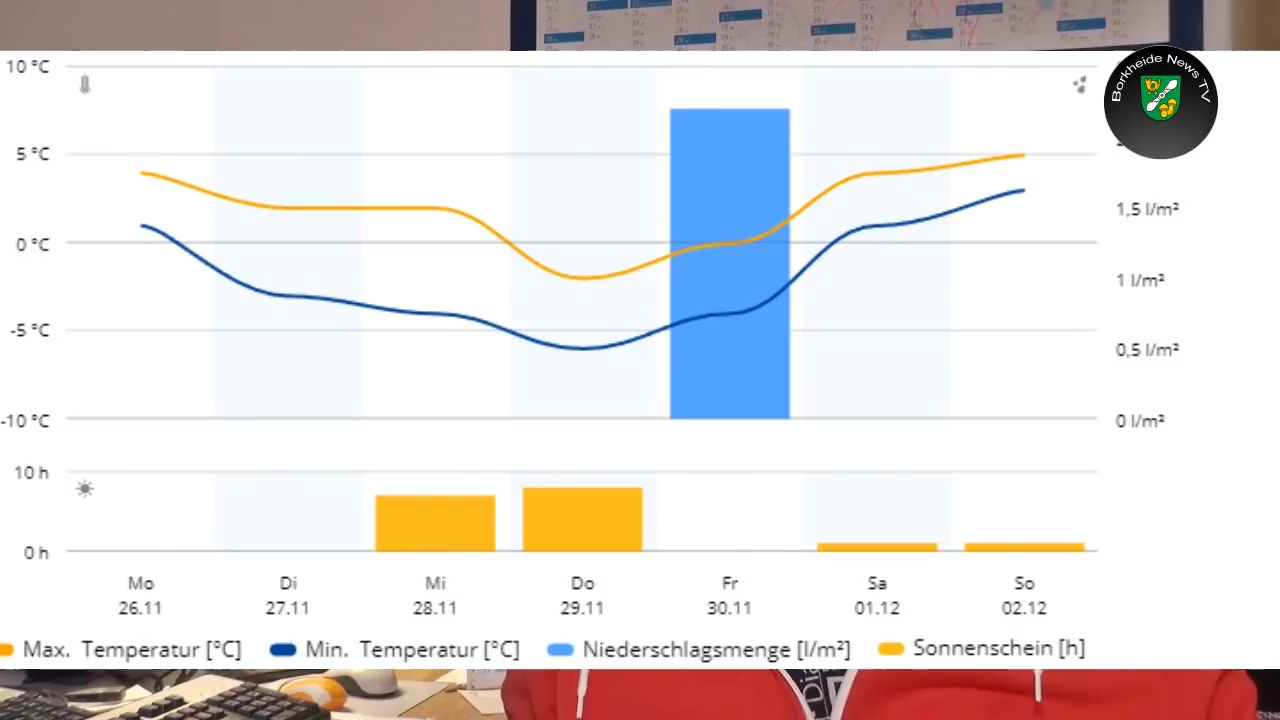 Borkheide News TV
10 °C
5 °C
0 °C
-5 °C
-10 °C
1,5 l/m²
1 l/m²
0,5 l/m²
0 l/m²
10 h
0 h
Mo Di Mi Do Fr Sa So
26.11 27.11 28.11 29.11 30.11 01.12 02.12
Max. Temperatur [°C] Min. Temperatur [°C] Niederschlagsmenge [l/m²] Sonnenschein [h]
Die